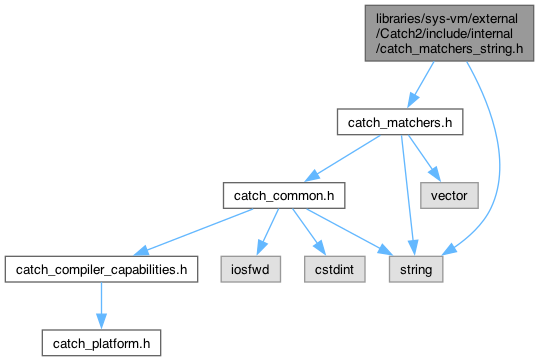 libraries/sys-vm/external
/Catch2/include/internal
/catch_matchers_string.h
catch_matchers.h
catch_common.h
vector
catch_compiler_capabilities.h
iosfwd
cstdint
string
catch_platform.h